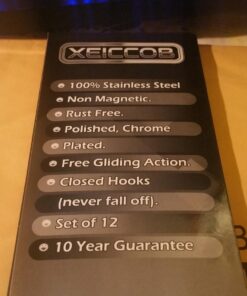 XEICCOB
100% Stainless Steel
Non Magnetic.
Rust Free.
Polished, Chrome
Plated.
Free Gliding Action.
Closed Hooks
(never fall off).
Set of 12
10 Year Guarantee